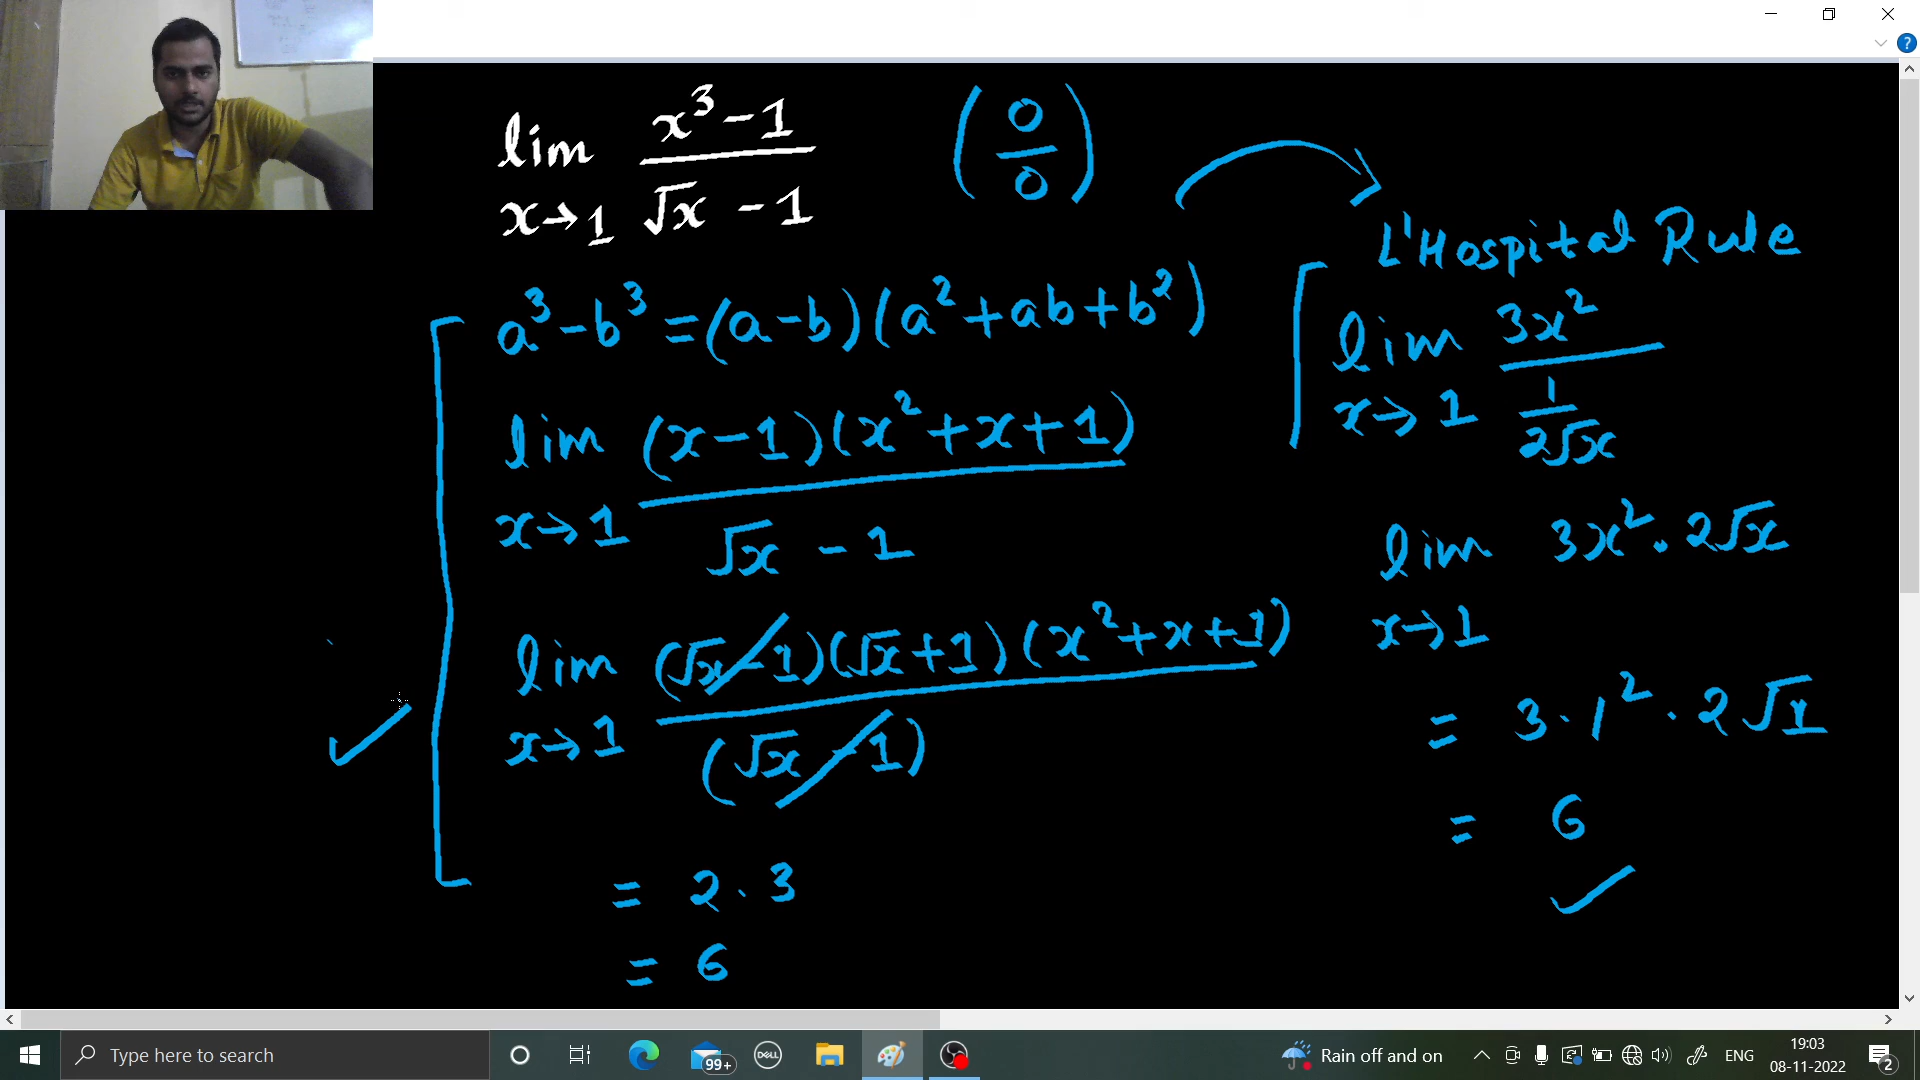 lim x→1 (x³-1)/(√x -1) (0/0)
L'Hospital Rule
a³-b³=(a-b)(a²+ab+b²)
lim x→1 (x-1)(x²+x+1)/(√x - 1)
lim x→1 (√x-1)(√x+1)(x²+x+1)/(√x-1)
= 2.3
= 6
lim x→1 3x²/(1/2√x)
lim x→1 3x².2√x
= 3.1².2√1
= 6
Type here to search
99+
DELL
Rain off and on
ENG
19:03
08-11-2022
2
?